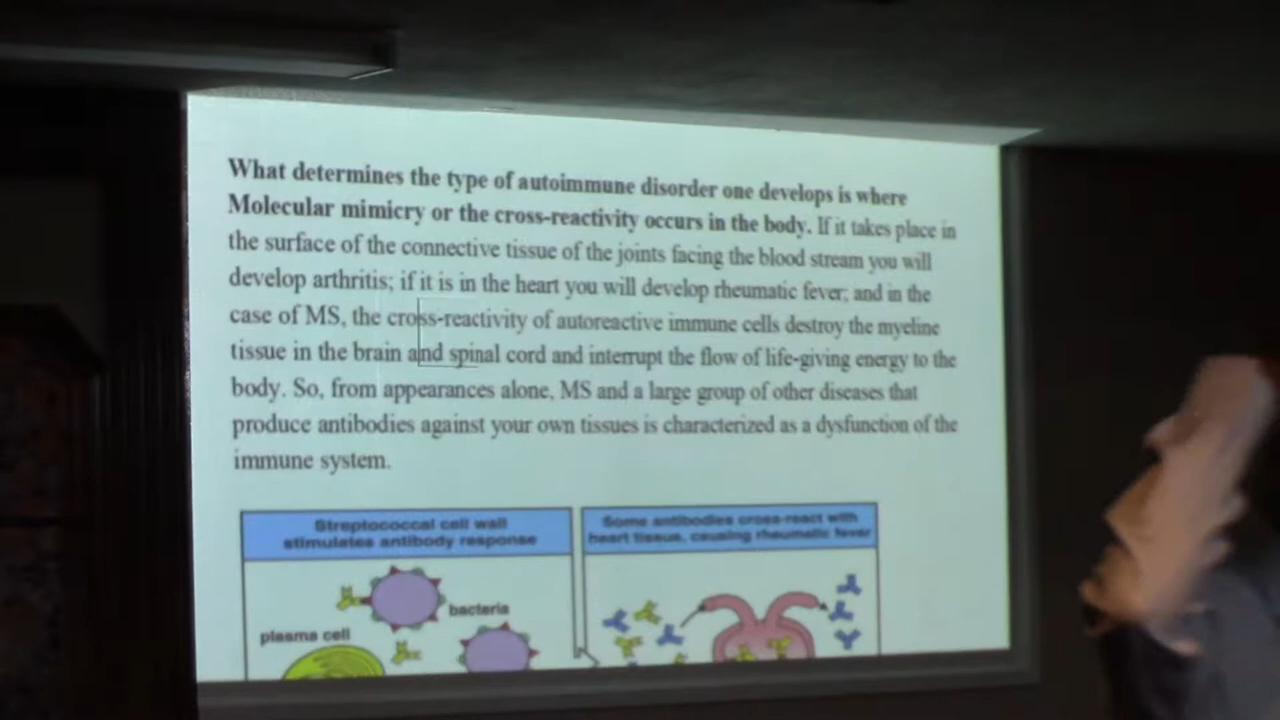 What determines the type of autoimmune disorder one develops is where
Molecular mimicry or the cross-reactivity occurs in the body. If it takes place in
the surface of the connective tissue of the joints facing the blood stream you will
develop arthritis; if it is in the heart you will develop rheumatic fever; and in the
case of MS, the cross-reactivity of autoreactive immune cells destroy the myeline
tissue in the brain and spinal cord and interrupt the flow of life-giving energy to the
body. So, from appearances alone, MS and a large group of other diseases that
produce antibodies against your own tissues is characterized as a dysfunction of the
immune system.
Streptococcal cell wall
stimulates antibody response
Some antibodies cross-react with
heart tissue, causing rheumatic fever
bacteria
plasma cell